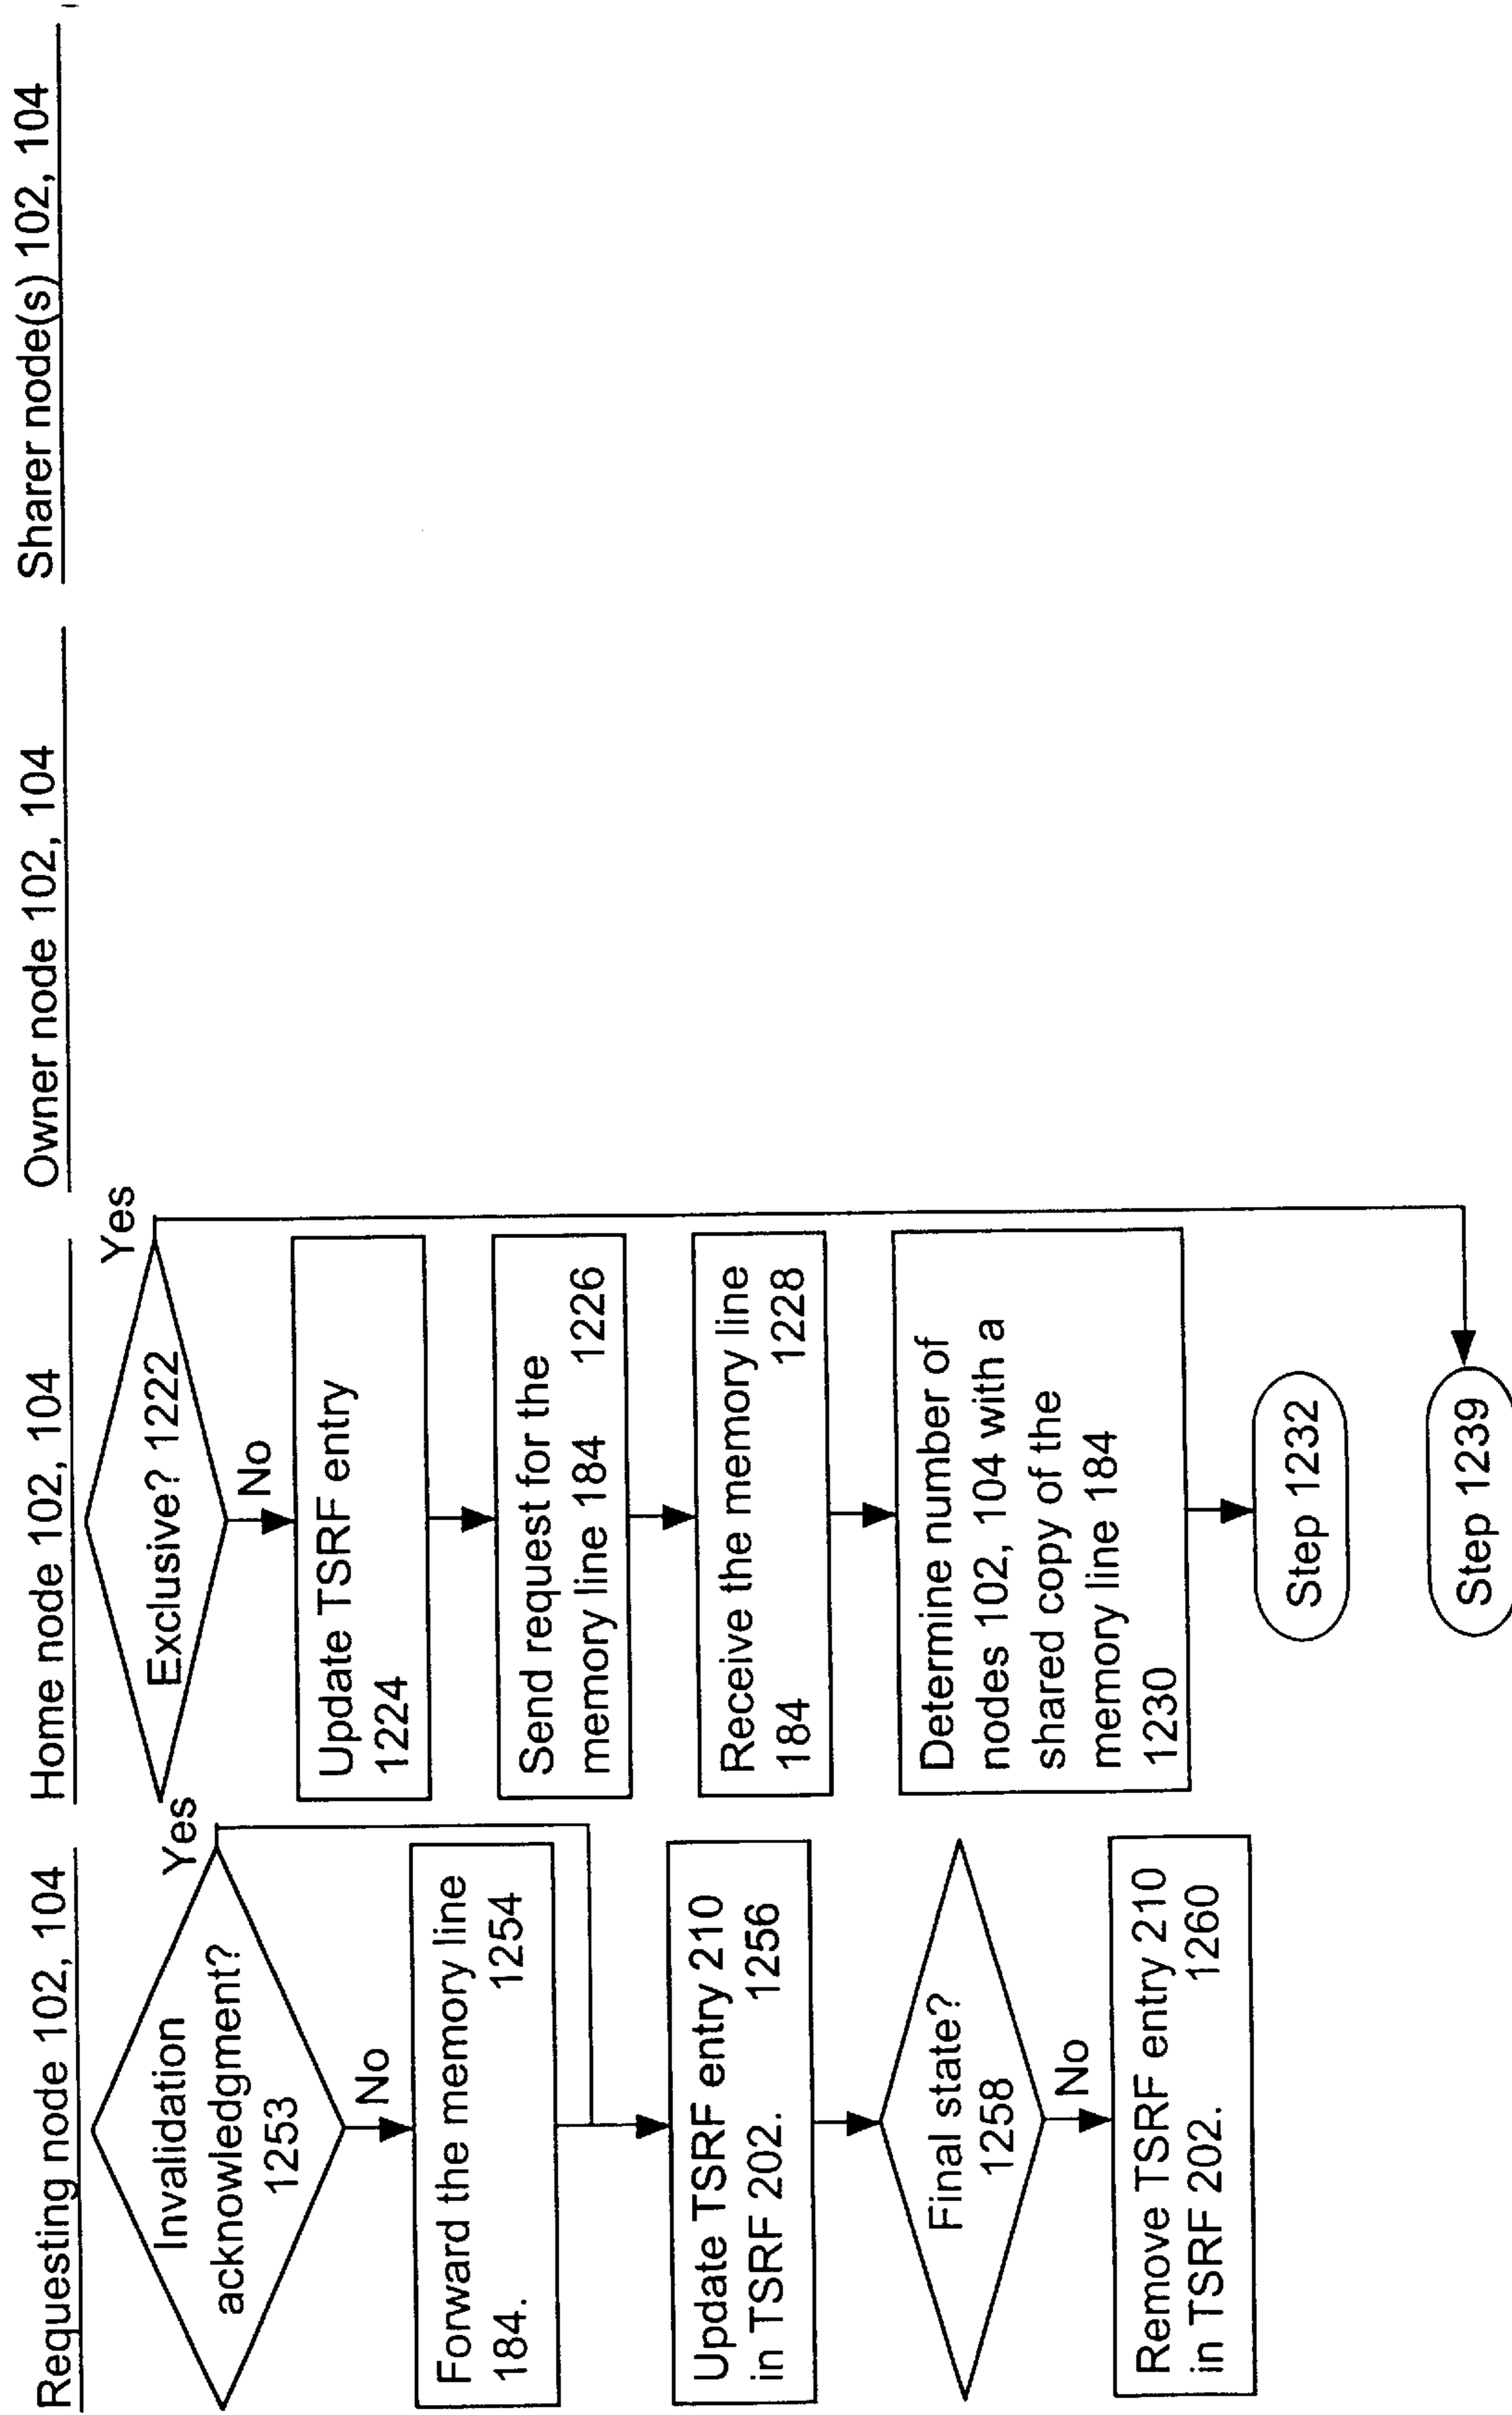 Requesting node 102, 104
Invalidation
acknowledgment?
1253
Yes
No
Forward the memory line
184. 1254
Update TSRF entry 210
in TSRF 202. 1256
Final state?
1258
No
Remove TSRF entry 210
in TSRF 202. 1260
Home node 102, 104
Exclusive? 1222
Yes
No
Update TSRF entry
1224
Send request for the
memory line 184 1226
Receive the memory line
184 1228
Determine number of
nodes 102, 104 with a
shared copy of the
memory line 184
1230
Step 1232
Step 1239
Owner node 102, 104
Sharer node(s) 102, 104